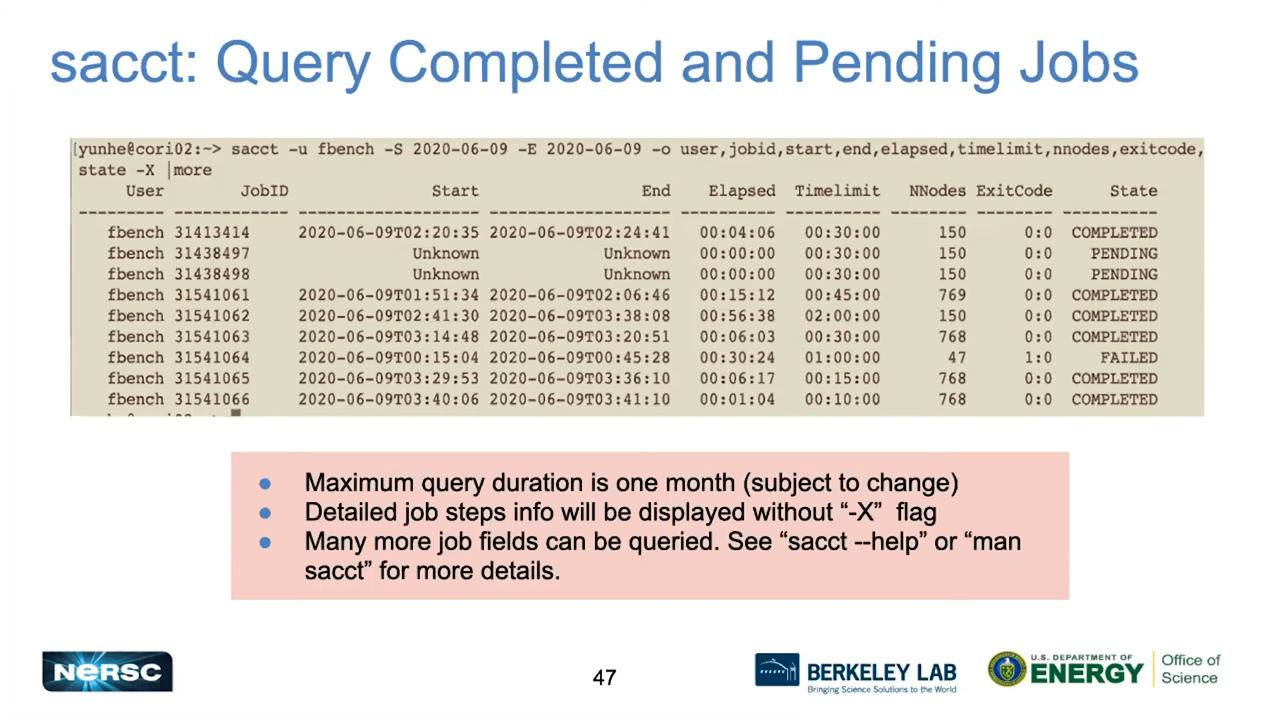 sacct: Query Completed and Pending Jobs
[yunhe@cori02:~> sacct -u fbench -S 2020-06-09 -E 2020-06-09 -o user,jobid,start,end,elapsed,timelimit,nnodes,exitcode,
state -X |more
User JobID Start End Elapsed Timelimit NNodes ExitCode State
--------- ------------ ------------------- ------------------- ---------- ---------- -------- -------- ----------
fbench 31413414 2020-06-09T02:20:35 2020-06-09T02:24:41 00:04:06 00:30:00 150 0:0 COMPLETED
fbench 31438497 Unknown Unknown 00:00:00 00:30:00 150 0:0 PENDING
fbench 31438498 Unknown Unknown 00:00:00 00:30:00 150 0:0 PENDING
fbench 31541061 2020-06-09T01:51:34 2020-06-09T02:06:46 00:15:12 00:45:00 769 0:0 COMPLETED
fbench 31541062 2020-06-09T02:41:30 2020-06-09T03:38:08 00:56:38 02:00:00 150 0:0 COMPLETED
fbench 31541063 2020-06-09T03:14:48 2020-06-09T03:20:51 00:06:03 00:30:00 768 0:0 COMPLETED
fbench 31541064 2020-06-09T00:15:04 2020-06-09T00:45:28 00:30:24 01:00:00 47 1:0 FAILED
fbench 31541065 2020-06-09T03:29:53 2020-06-09T03:36:10 00:06:17 00:15:00 768 0:0 COMPLETED
fbench 31541066 2020-06-09T03:40:06 2020-06-09T03:41:10 00:01:04 00:10:00 768 0:0 COMPLETED
● Maximum query duration is one month (subject to change)
● Detailed job steps info will be displayed without “-X” flag
● Many more job fields can be queried. See “sacct --help” or “man
sacct” for more details.
NERSC
47
BERKELEY LAB
Bringing Science Solutions to the World
U.S. DEPARTMENT OF
ENERGY
Office of
Science